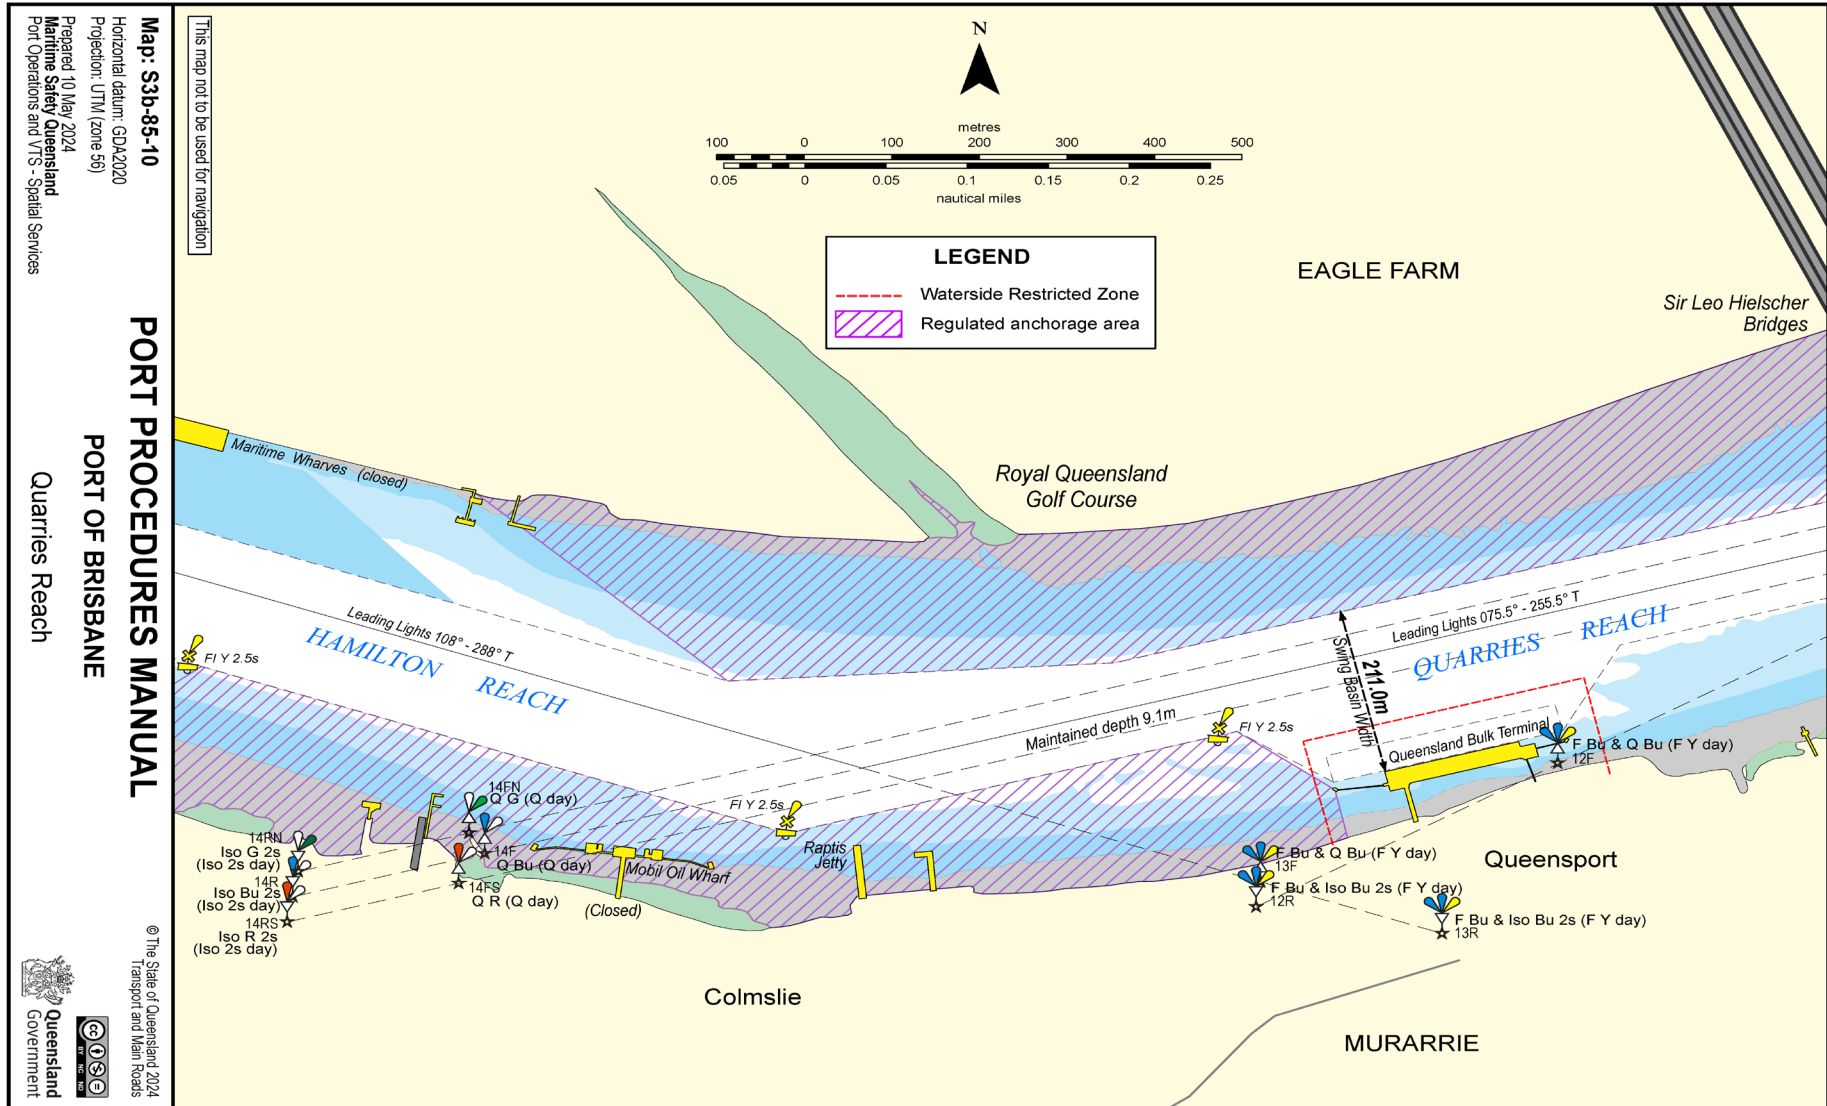 Map: S3b-85-10
Horizontal datum: GDA2020
Projection: UTM (zone 56)
Prepared 10 May 2024
Maritime Safety Queensland
Port Operations and VTS - Spatial Services
PORT PROCEDURES MANUAL
PORT OF BRISBANE
Quarries Reach
© The State of Queensland 2024
Transport and Main Roads
cc
BY NC ND
Queensland
Government
This map not to be used for navigation
N
metres
100 0 100 200 300 400 500
0.05 0 0.05 0.1 0.15 0.2 0.25
nautical miles
LEGEND
Waterside Restricted Zone
Regulated anchorage area
EAGLE FARM
Sir Leo Hielscher
Bridges
Royal Queensland
Golf Course
Maritime Wharves (closed)
Leading Lights 108° - 288° T
HAMILTON REACH
Fl Y 2.5s
Leading Lights 075.5° - 255.5° T
QUARRIES REACH
211.0m
Swing Basin Width
Maintained depth 9.1m
Fl Y 2.5s
Queensland Bulk Terminal
F Bu & Q Bu (F Y day)
12F
Fl Y 2.5s
14FN
Q G (Q day)
14F
Q Bu (Q day)
14FS
Q R (Q day)
14RN
Iso G 2s
(Iso 2s day)
14R
Iso Bu 2s
(Iso 2s day)
14RS
Iso R 2s
(Iso 2s day)
Mobil Oil Wharf
(Closed)
Raptis
Jetty
F Bu & Q Bu (F Y day)
13F
F Bu & Iso Bu 2s (F Y day)
12R
F Bu & Iso Bu 2s (F Y day)
13R
Queensport
Colmslie
MURARRIE